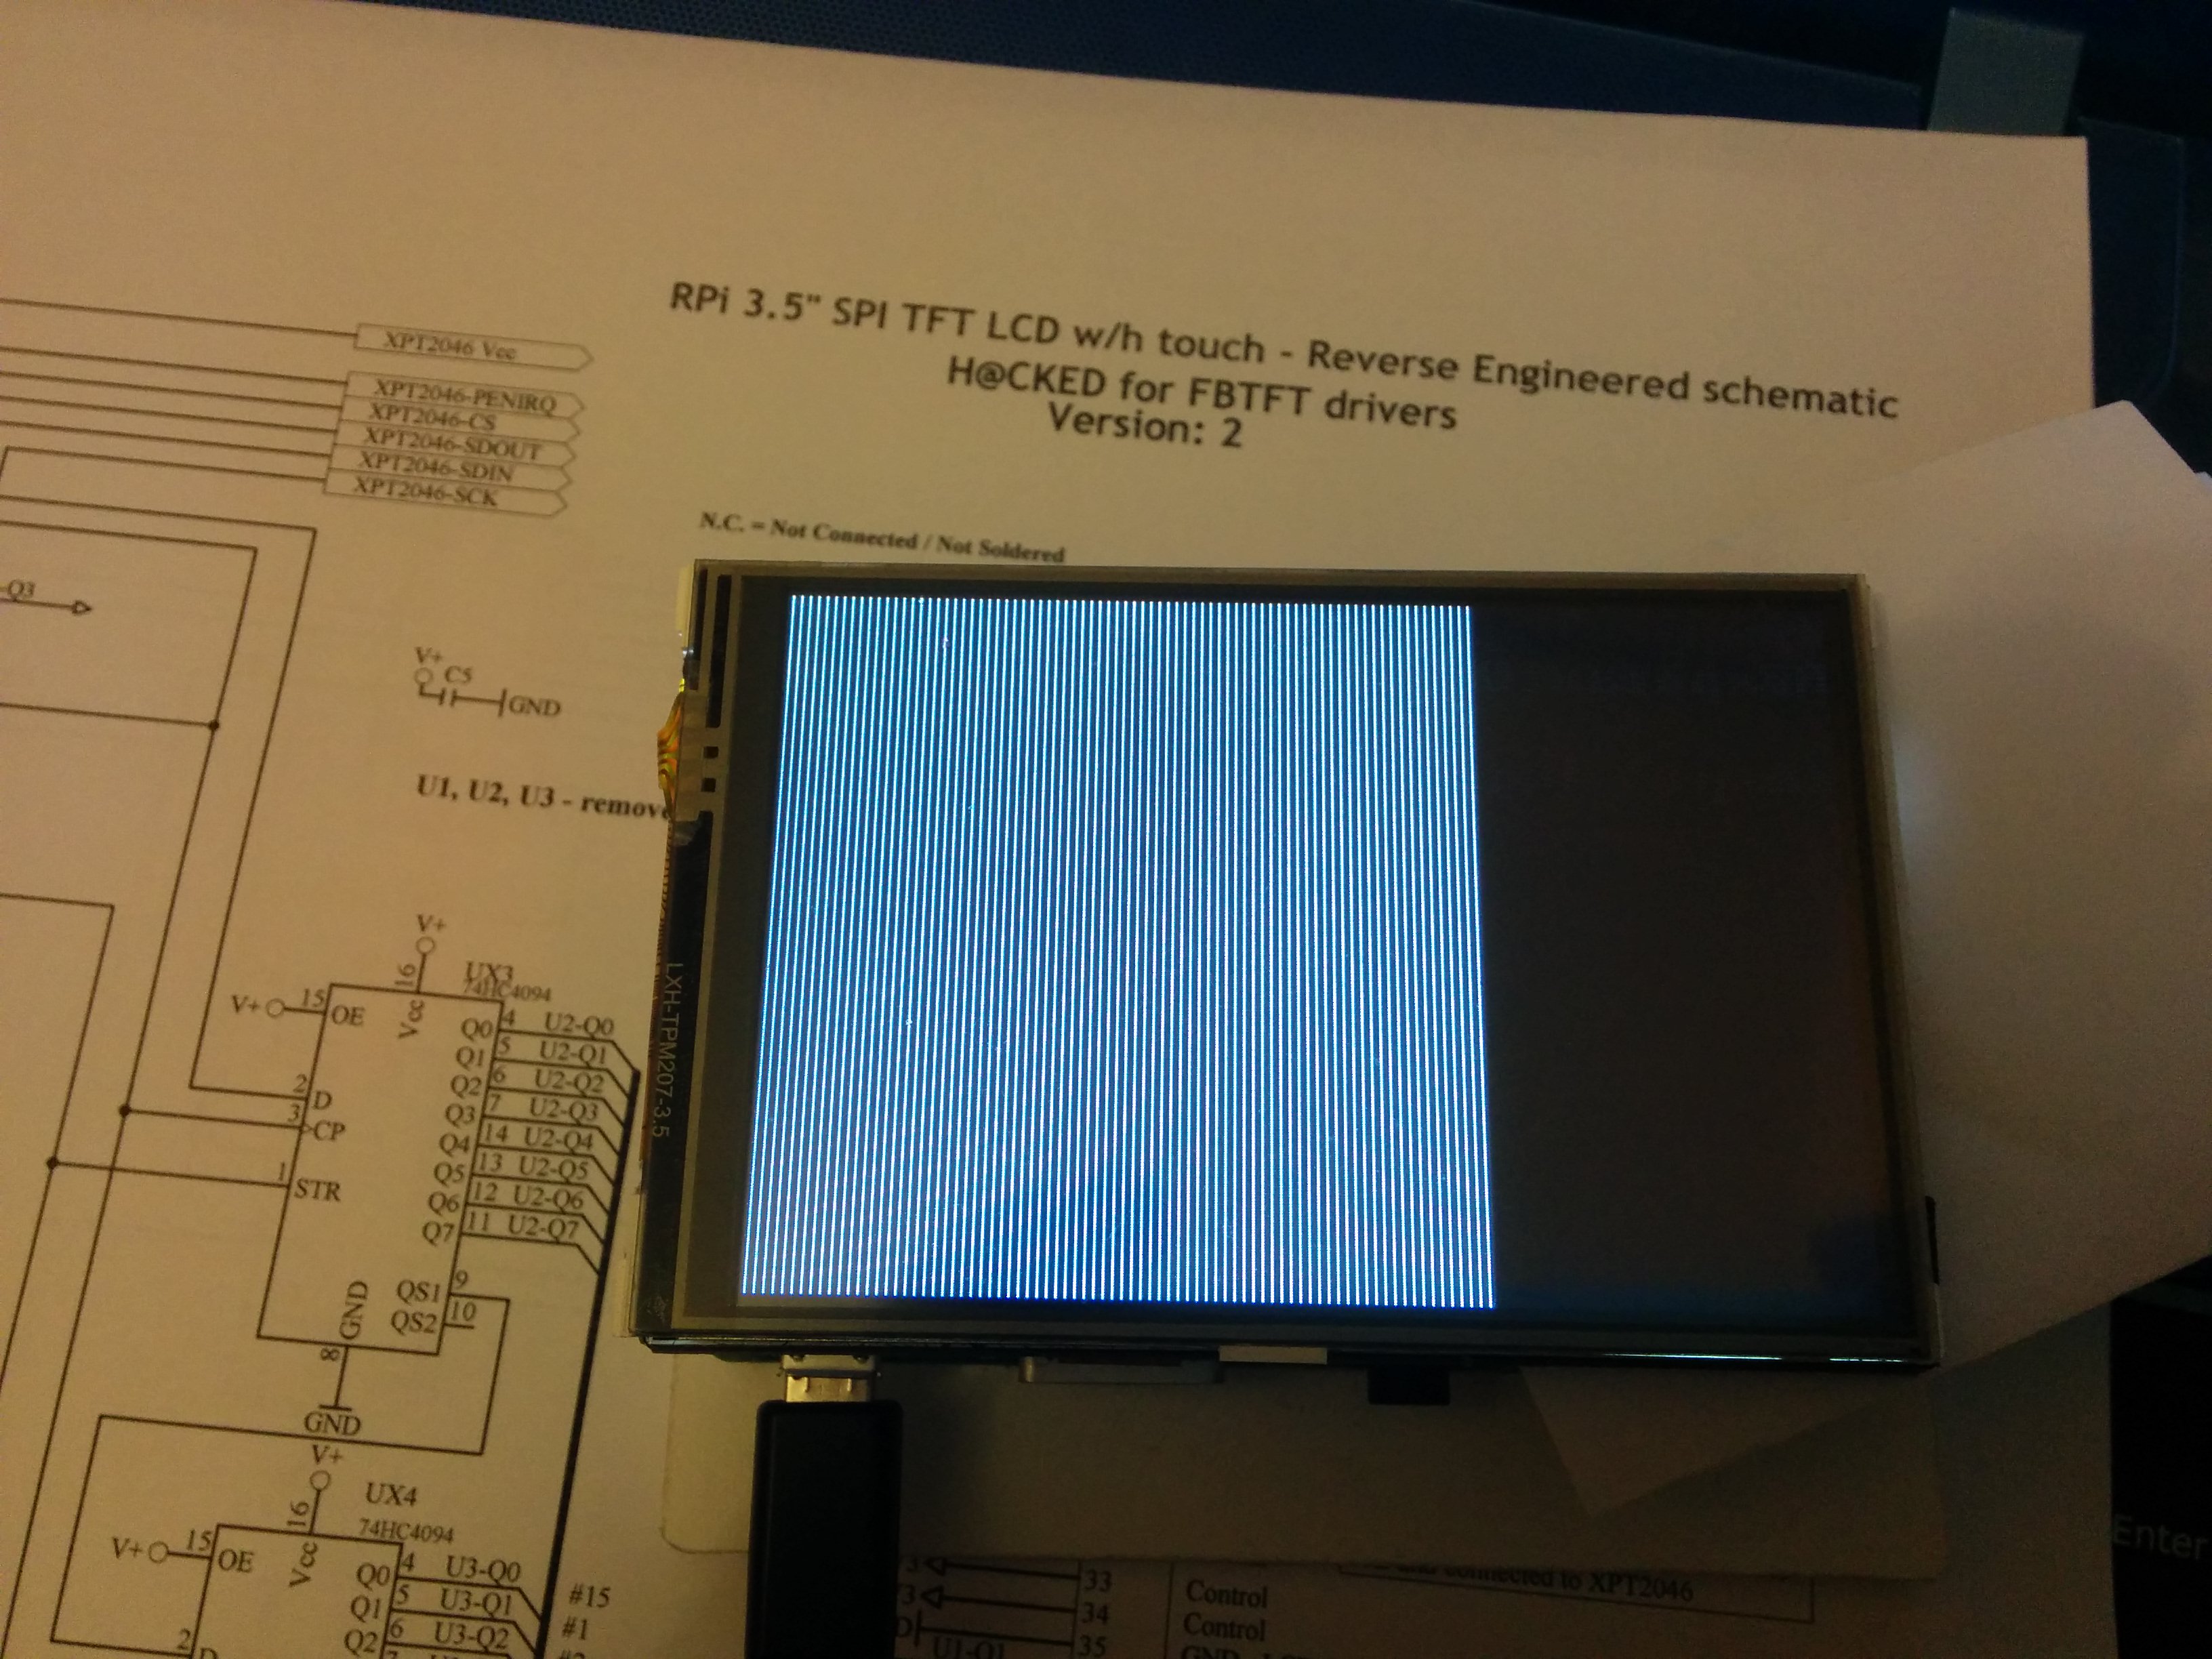 RPi 3.5" SPI TFT LCD w/h touch - Reverse Engineered schematic
H@CKED for FBTFT drivers
Version: 2
XPT2046 Vcc
XPT2046-PENIRQ
XPT2046-CS
XPT2046-SDOUT
XPT2046-SDIN
XPT2046-SCK
N.C. = Not Connected / Not Soldered
-Q3
V+
C5
GND
U1, U2, U3 - remove
LXH-TPM207-3.5
V+
UX3
74HC4094
V+ 15 OE
16 Vcc
Q0 4 U2-Q0
Q1 5 U2-Q1
Q2 6 U2-Q2
Q3 7 U2-Q3
Q4 14 U2-Q4
Q5 13 U2-Q5
Q6 12 U2-Q6
Q7 11 U2-Q7
2 D
3 CP
1 STR
QS1 9
QS2 10
GND
8
GND
V+
UX4
74HC4094
V+ 15 OE
16 Vcc
Q0 4 U3-Q0 #15
Q1 5 U3-Q1 #1
Q2 6 U3-Q2
2
33 Control
34 Control
U1-Q1 35
connected to XPT2046
Enter